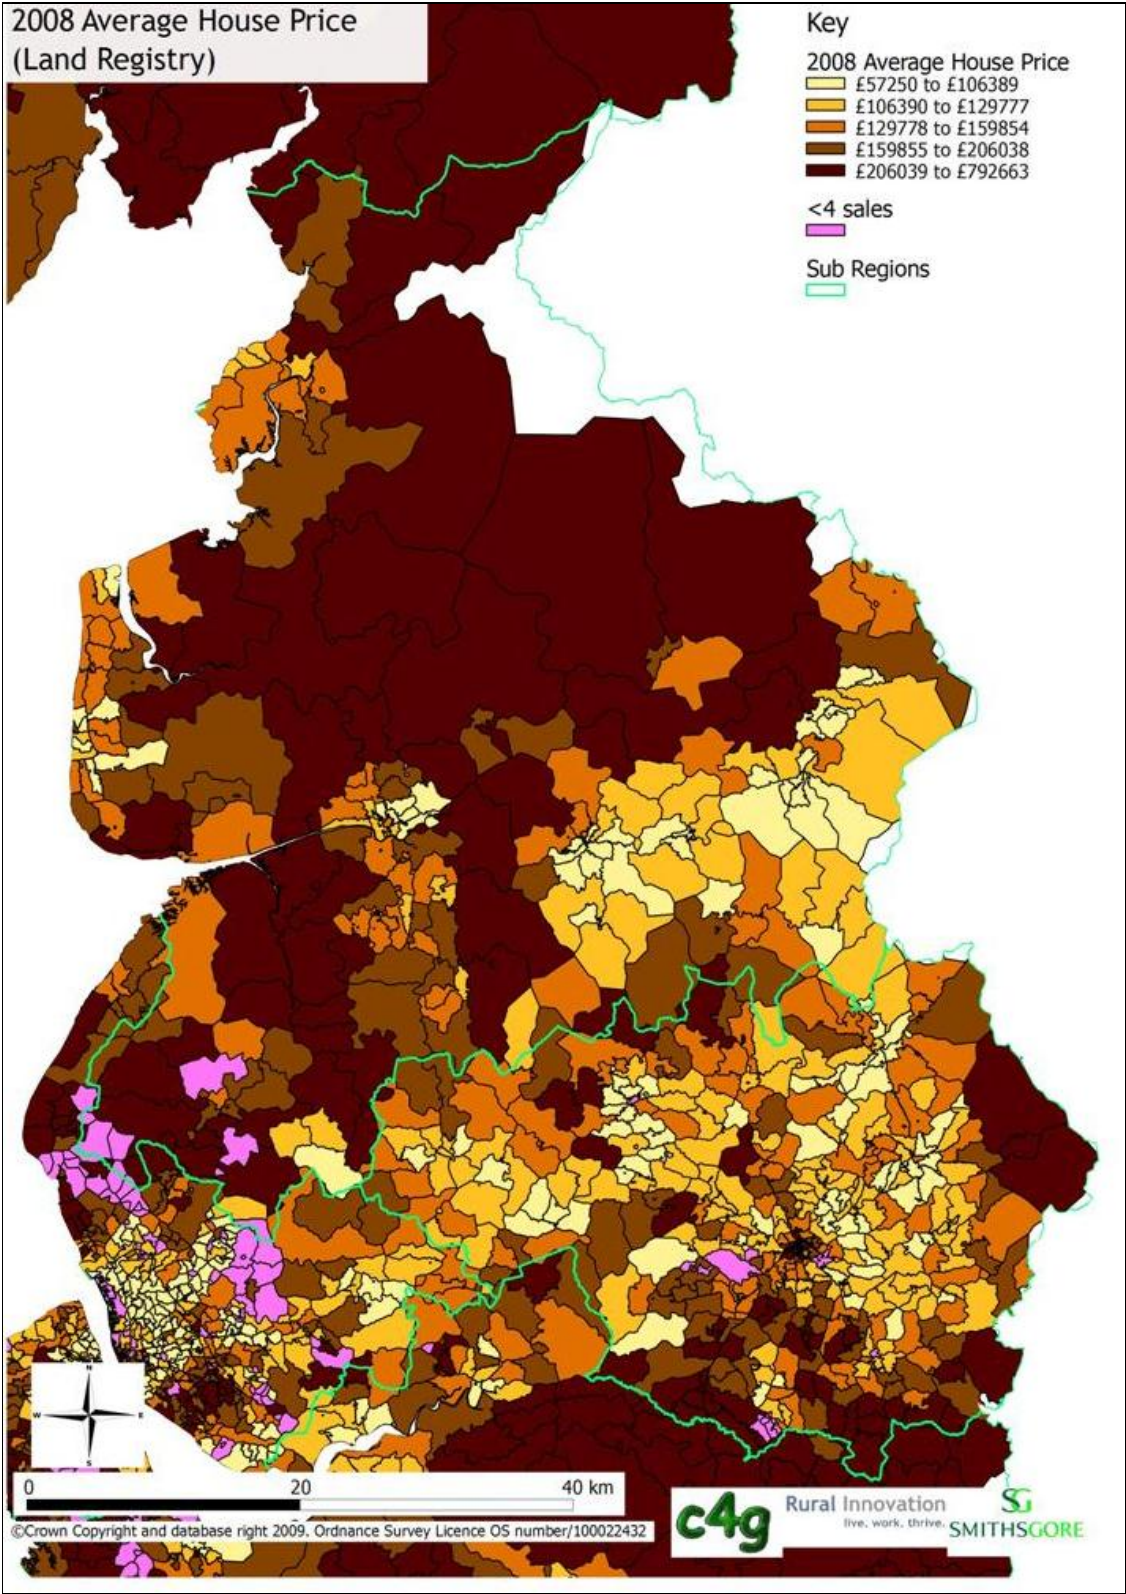 2008 Average House Price
(Land Registry)
Key
2008 Average House Price
£57250 to £106389
£106390 to £129777
£129778 to £159854
£159855 to £206038
£206039 to £792663
<4 sales
Sub Regions
N
W
E
S
0 20 40 km
©Crown Copyright and database right 2009. Ordnance Survey Licence OS number/100022432
c4g
Rural Innovation
live, work, thrive.
SG
SMITHSGORE